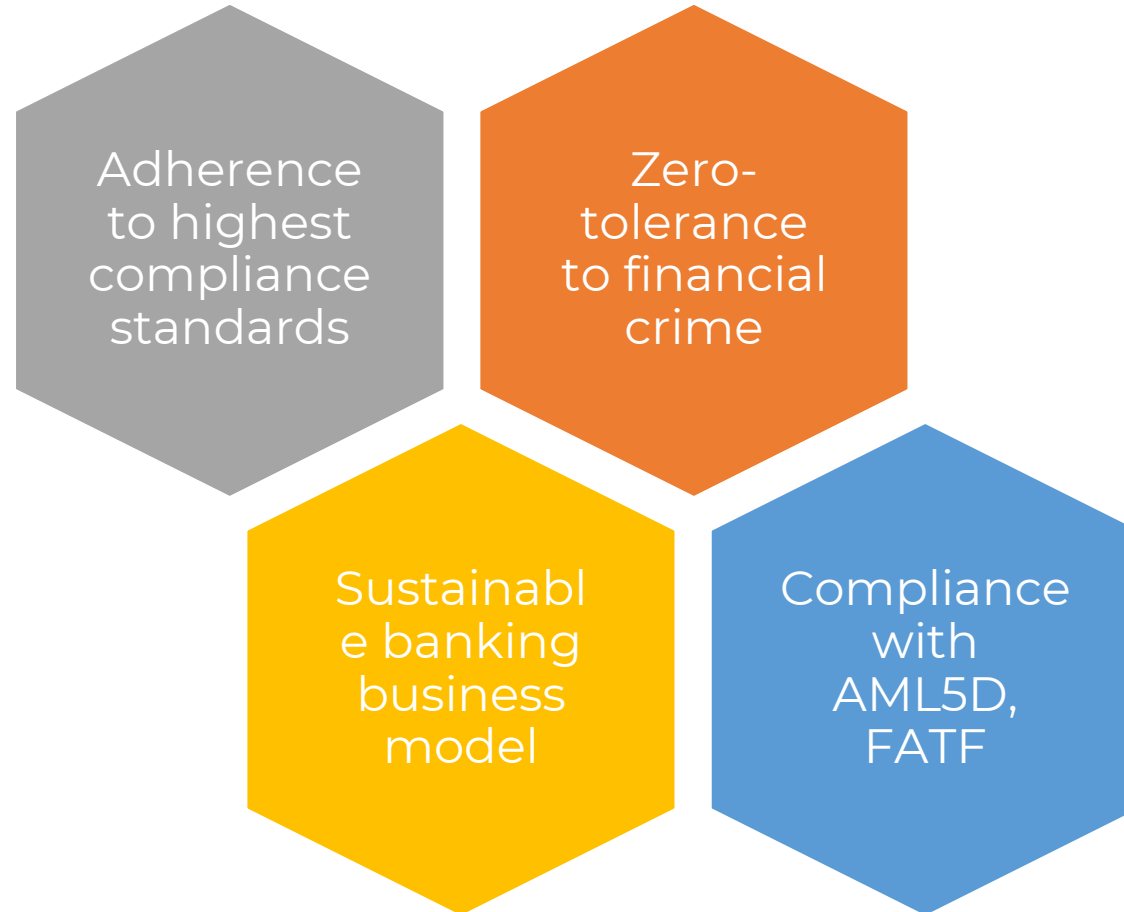 Adherence
to highest
compliance
standards
Zero-
tolerance
to financial
crime
Sustainabl
e banking
business
model
Compliance
with
AML5D,
FATF